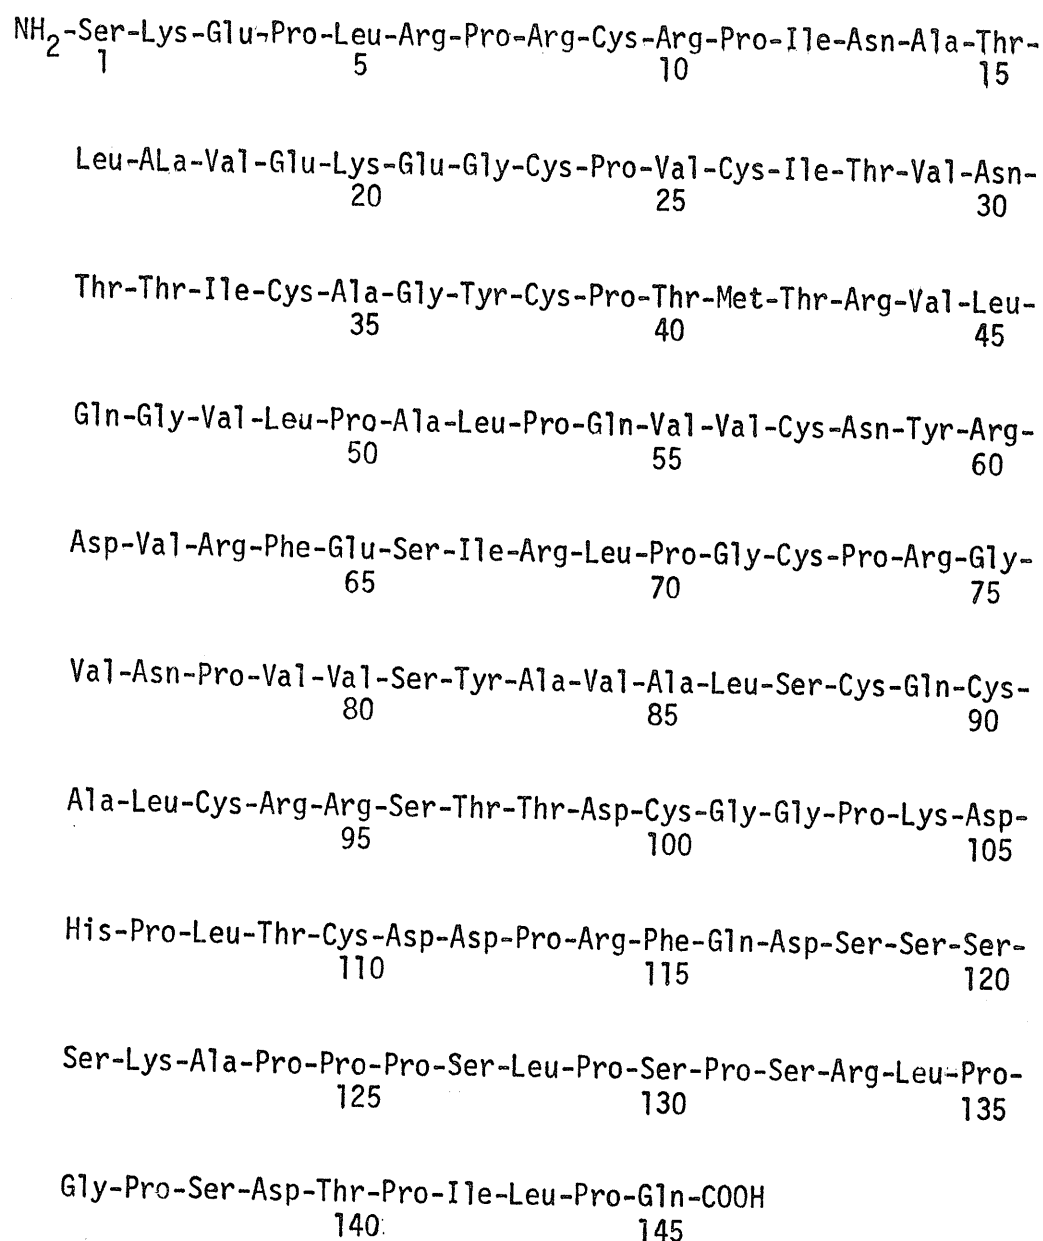 NH2-Ser-Lys-Glu-Pro-Leu-Arg-Pro-Arg-Cys-Arg-Pro-Ile-Asn-Ala-Thr-
1 5 10 15
Leu-ALa-Val-Glu-Lys-Glu-Gly-Cys-Pro-Val-Cys-Ile-Thr-Val-Asn-
20 25 30
Thr-Thr-Ile-Cys-Ala-Gly-Tyr-Cys-Pro-Thr-Met-Thr-Arg-Val-Leu-
35 40 45
Gln-Gly-Val-Leu-Pro-Ala-Leu-Pro-Gln-Val-Val-Cys-Asn-Tyr-Arg-
50 55 60
Asp-Val-Arg-Phe-Glu-Ser-Ile-Arg-Leu-Pro-Gly-Cys-Pro-Arg-Gly-
65 70 75
Val-Asn-Pro-Val-Val-Ser-Tyr-Ala-Val-Ala-Leu-Ser-Cys-Gln-Cys-
80 85 90
Ala-Leu-Cys-Arg-Arg-Ser-Thr-Thr-Asp-Cys-Gly-Gly-Pro-Lys-Asp-
95 100 105
His-Pro-Leu-Thr-Cys-Asp-Asp-Pro-Arg-Phe-Gln-Asp-Ser-Ser-Ser-
110 115 120
Ser-Lys-Ala-Pro-Pro-Pro-Ser-Leu-Pro-Ser-Pro-Ser-Arg-Leu-Pro-
125 130 135
Gly-Pro-Ser-Asp-Thr-Pro-Ile-Leu-Pro-Gln-COOH
140 145